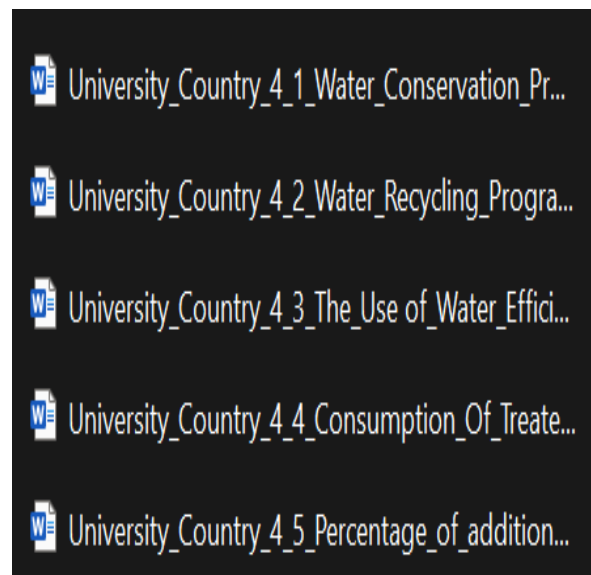 University_Country_4_1_Water_Conservation_Pr...
University_Country_4_2_Water_Recycling_Progra...
University_Country_4_3_The_Use of_Water_Effici...
University_Country_4_4_Consumption_Of_Treate...
University_Country_4_5_Percentage_of_addition...